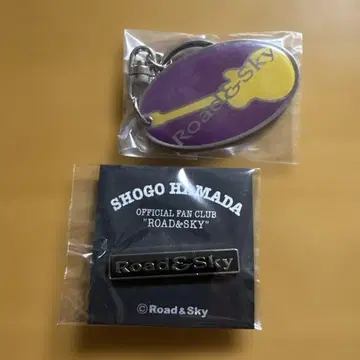 Road&Sky
SHOGO HAMADA
OFFICIAL FAN CLUB
"ROAD&SKY"
Road&Sky
©Road&Sky